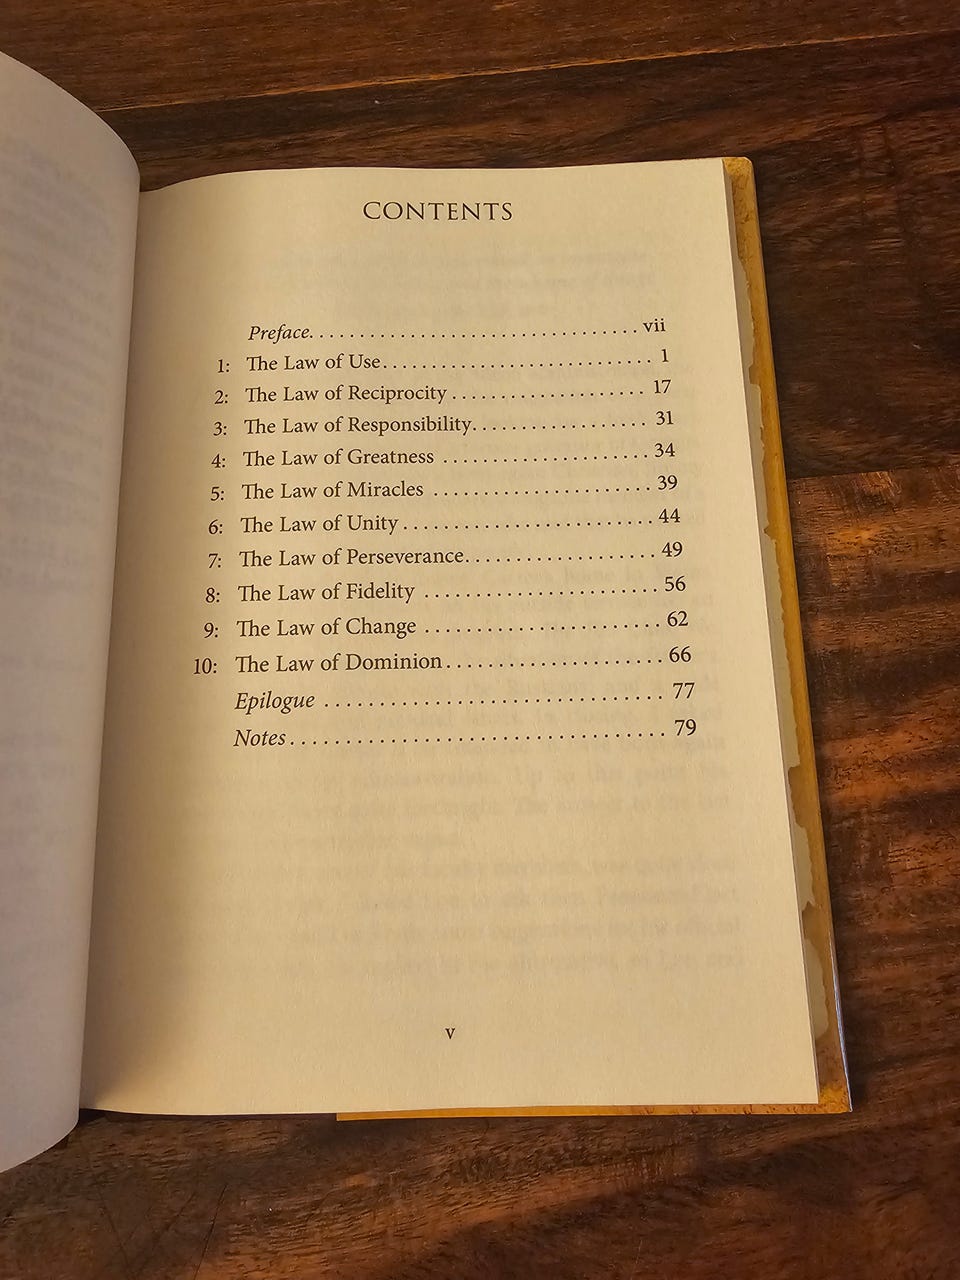 CONTENTS
Preface. . . . . . . . . . . . . . . . . . . . . . . . . . . . . . . . . . vii
1: The Law of Use. . . . . . . . . . . . . . . . . . . . . . . . . . . . 1
2: The Law of Reciprocity . . . . . . . . . . . . . . . . . . . . 17
3: The Law of Responsibility. . . . . . . . . . . . . . . . . . 31
4: The Law of Greatness . . . . . . . . . . . . . . . . . . . . . 34
5: The Law of Miracles . . . . . . . . . . . . . . . . . . . . . . 39
6: The Law of Unity . . . . . . . . . . . . . . . . . . . . . . . . . 44
7: The Law of Perseverance. . . . . . . . . . . . . . . . . . . 49
8: The Law of Fidelity . . . . . . . . . . . . . . . . . . . . . . . 56
9: The Law of Change . . . . . . . . . . . . . . . . . . . . . . . 62
10: The Law of Dominion . . . . . . . . . . . . . . . . . . . . . 66
Epilogue . . . . . . . . . . . . . . . . . . . . . . . . . . . . . . . . 77
Notes . . . . . . . . . . . . . . . . . . . . . . . . . . . . . . . . . . . 79
v